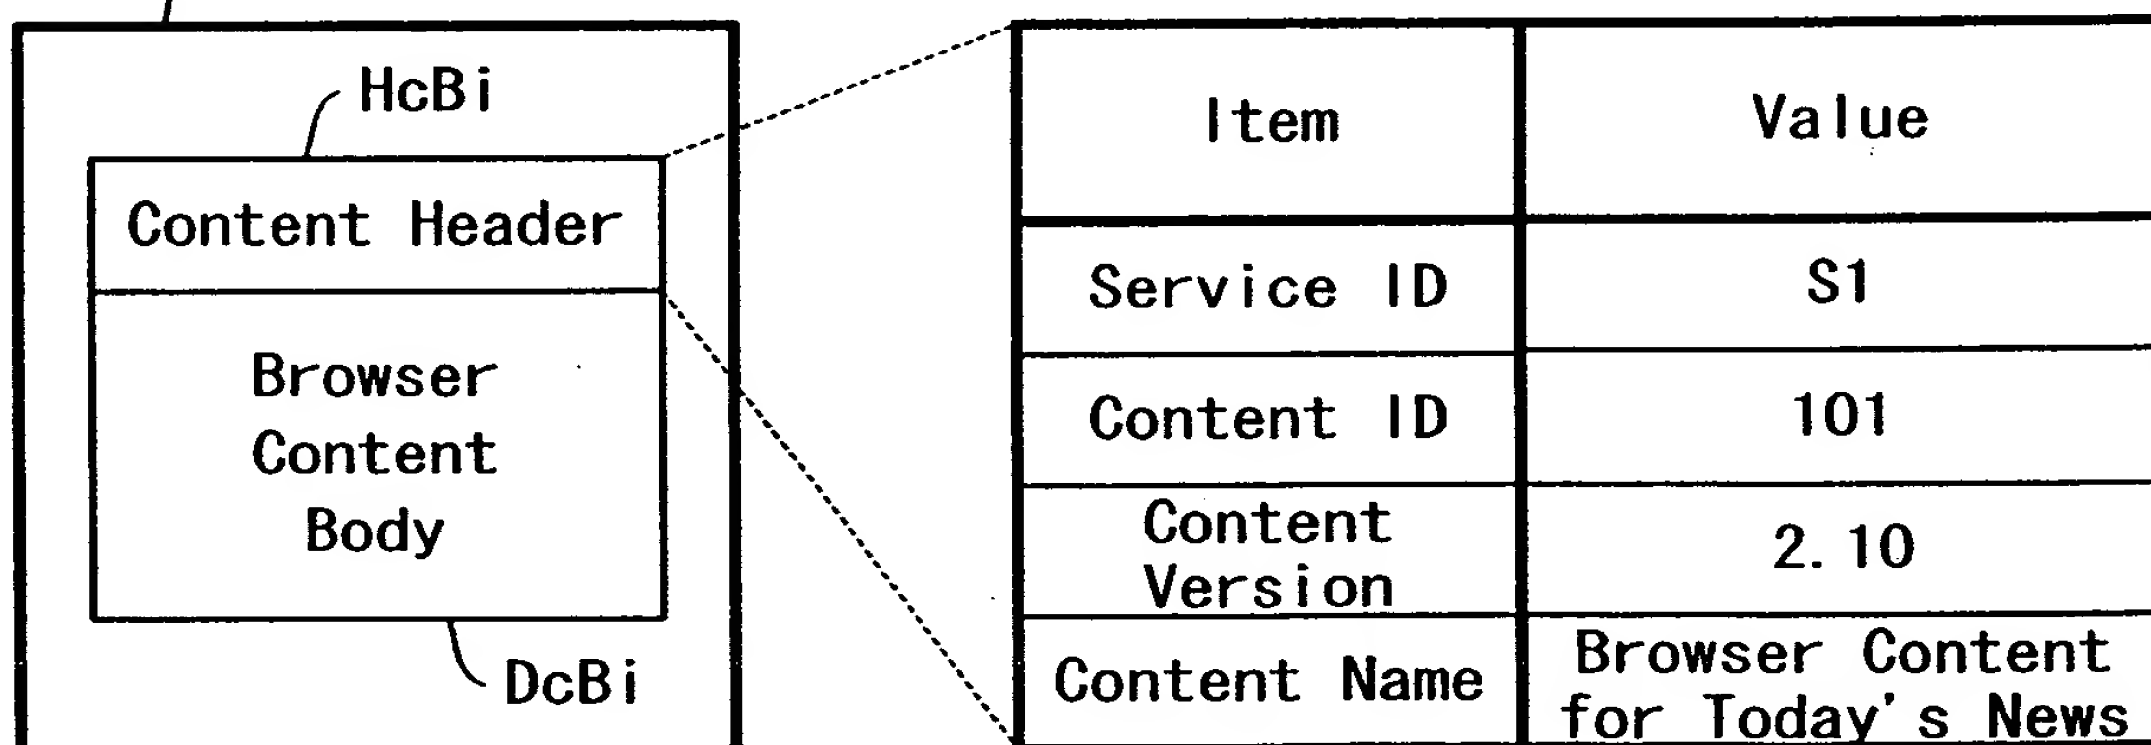 HcBi
Content Header
Browser
Content
Body
DcBi
Item
Value
Service ID
S1
Content ID
101
Content
Version
2.10
Content Name
Browser Content
for Today's News